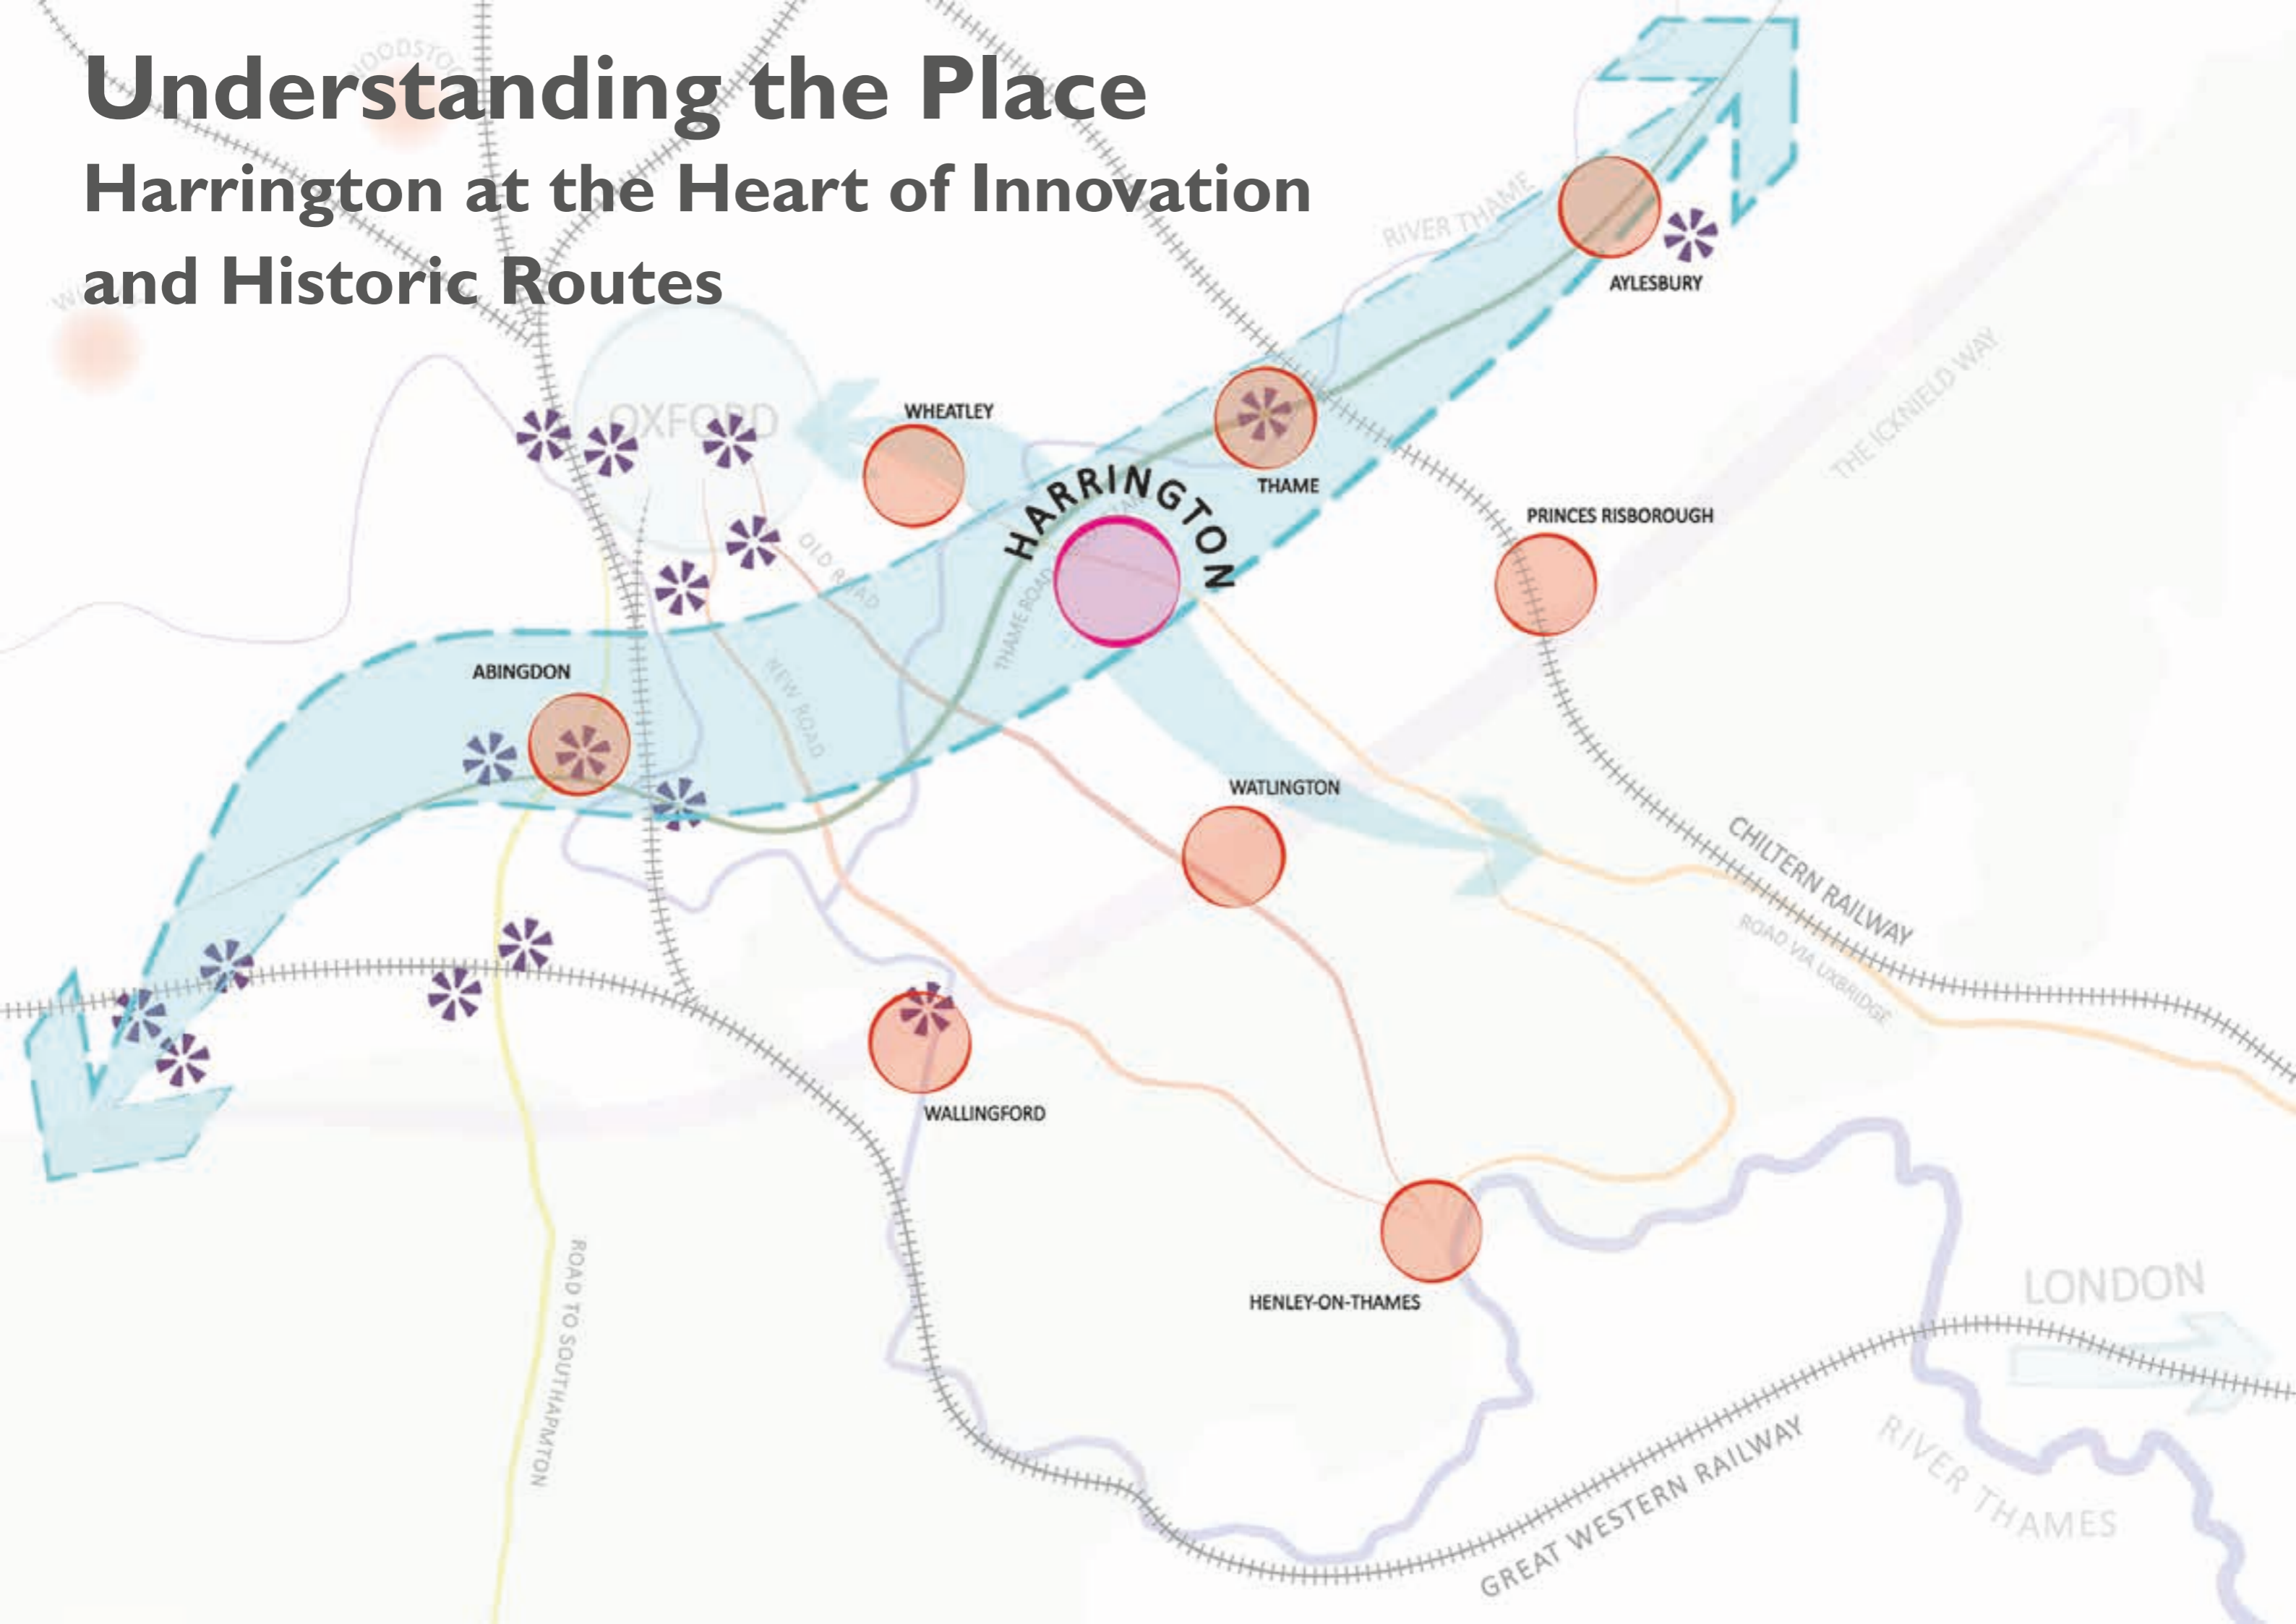 Understanding the Place
Harrington at the Heart of Innovation
and Historic Routes
RIVER THAME
AYLESBURY
THE ICKNIELD WAY
OXFORD
WHEATLEY
THAME
HARRINGTON
PRINCES RISBOROUGH
OLD ROAD
THAME ROAD
NEW ROAD
ABINGDON
WATLINGTON
CHILTERN RAILWAY
ROAD VIA UXBRIDGE
WALLINGFORD
ROAD TO SOUTHAPMTON
HENLEY-ON-THAMES
LONDON
RIVER THAMES
GREAT WESTERN RAILWAY